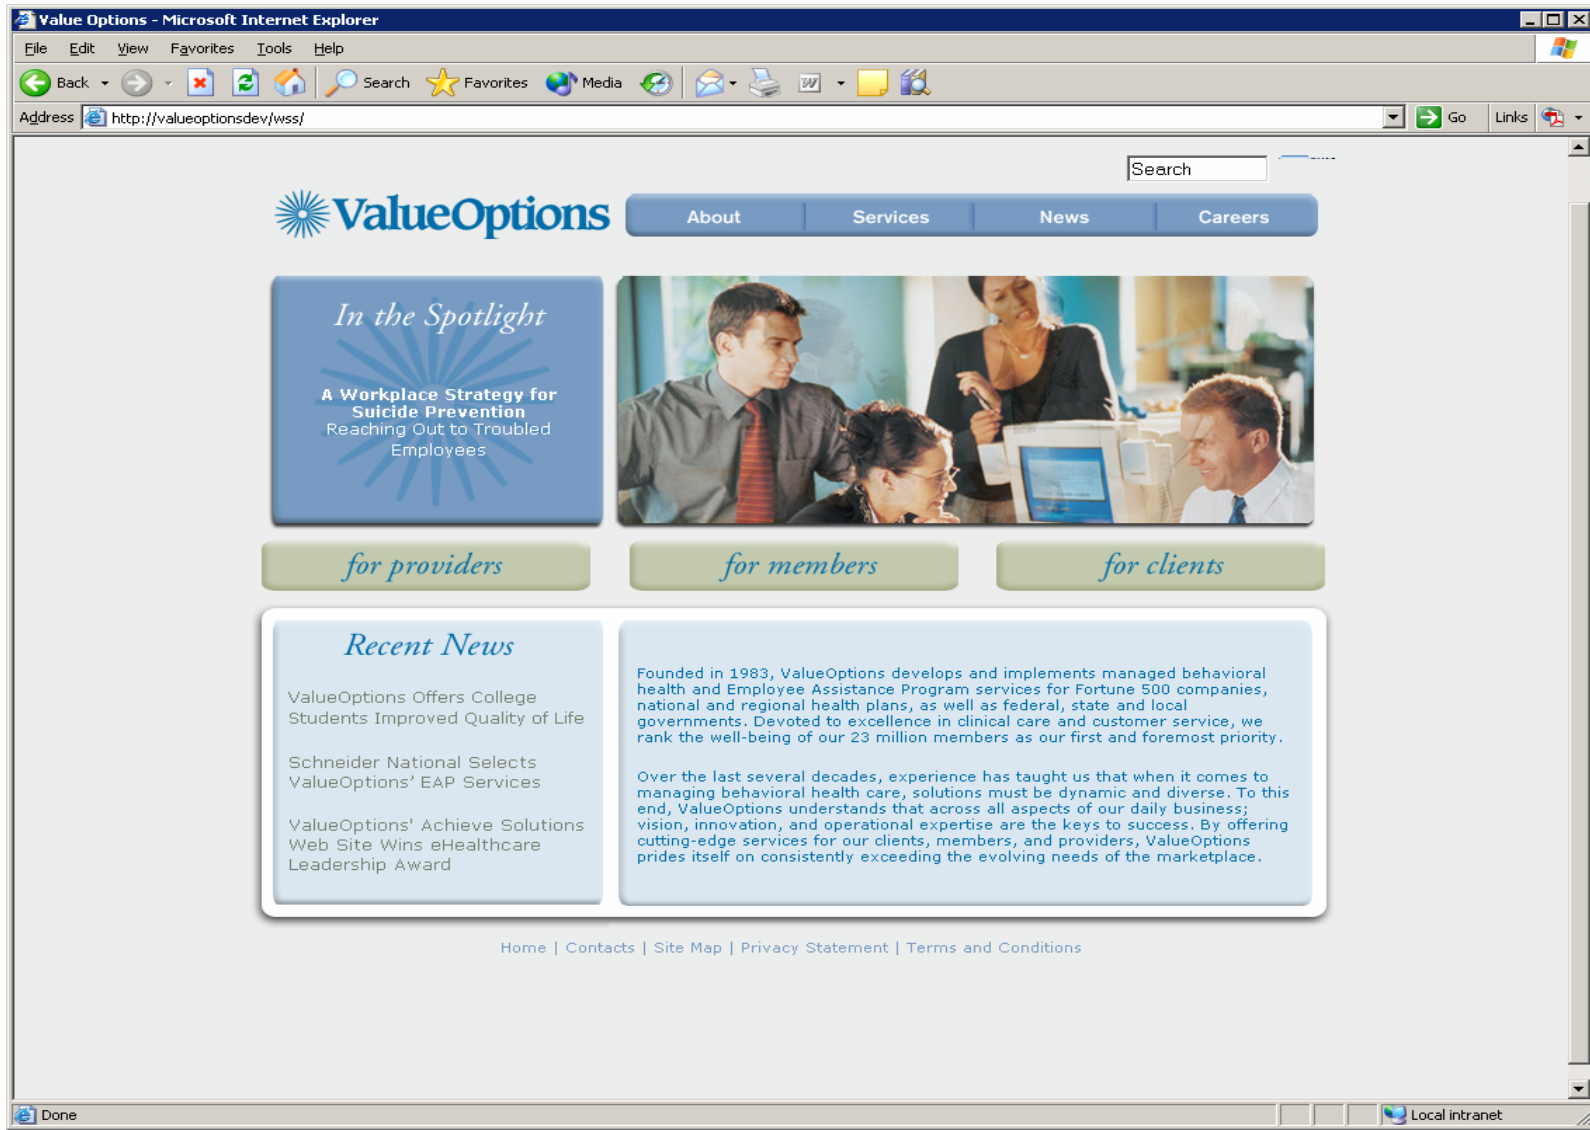 Value Options - Microsoft Internet Explorer
File Edit View Favorites Tools Help
Back Search Favorites Media
Address http://valueoptionsdev/wss/ Go Links
Search
ValueOptions About Services News Careers
In the Spotlight
A Workplace Strategy for
Suicide Prevention
Reaching Out to Troubled
Employees
for providers for members for clients
Recent News
ValueOptions Offers College
Students Improved Quality of Life
Schneider National Selects
ValueOptions’ EAP Services
ValueOptions' Achieve Solutions
Web Site Wins eHealthcare
Leadership Award
Founded in 1983, ValueOptions develops and implements managed behavioral
health and Employee Assistance Program services for Fortune 500 companies,
national and regional health plans, as well as federal, state and local
governments. Devoted to excellence in clinical care and customer service, we
rank the well-being of our 23 million members as our first and foremost priority.
Over the last several decades, experience has taught us that when it comes to
managing behavioral health care, solutions must be dynamic and diverse. To this
end, ValueOptions understands that across all aspects of our daily business;
vision, innovation, and operational expertise are the keys to success. By offering
cutting-edge services for our clients, members, and providers, ValueOptions
prides itself on consistently exceeding the evolving needs of the marketplace.
Home | Contacts | Site Map | Privacy Statement | Terms and Conditions
Done Local intranet